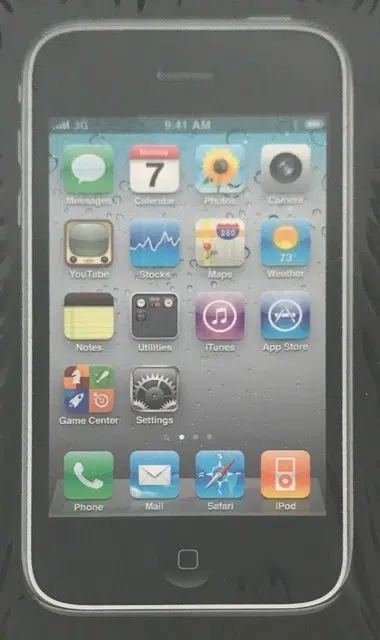 3G 9:41 AM
Messages Calendar Photos Camera
Monday
7
YouTube Stocks Maps Weather
280
73°
Notes Utilities iTunes App Store
Game Center Settings
Phone Mail Safari iPod